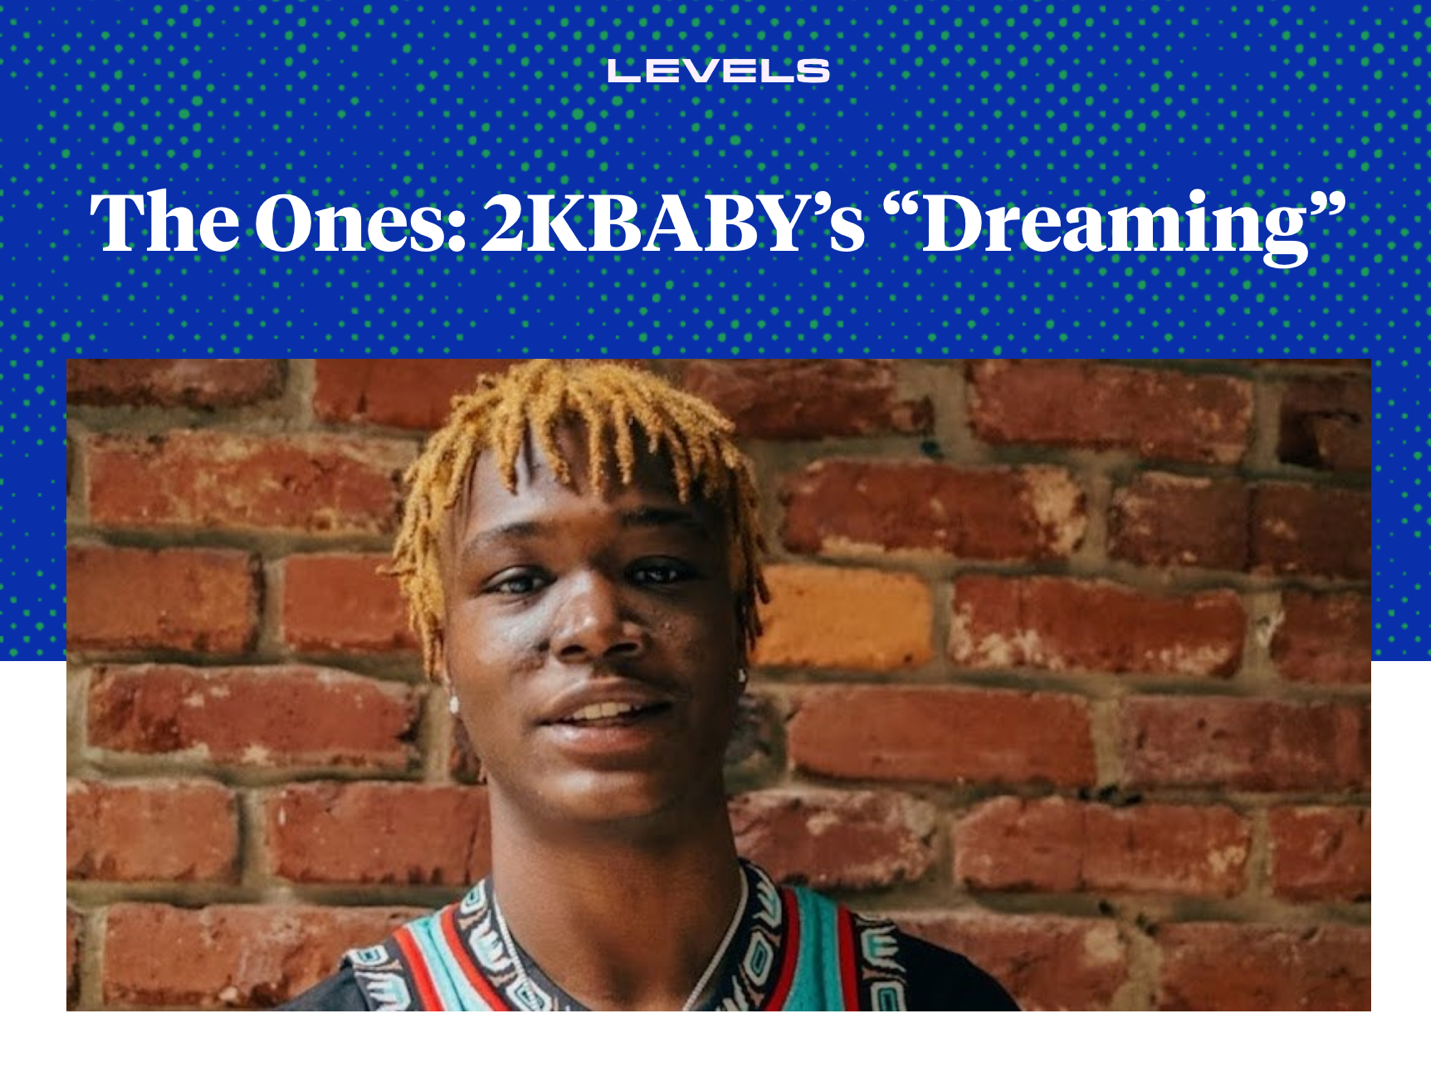 LEVELS
The Ones: 2KBABY’s “Dreaming”